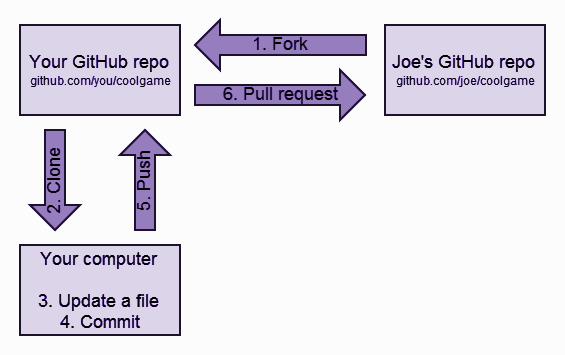 Your GitHub repo
github.com/you/coolgame
1. Fork
6. Pull request
Joe's GitHub repo
github.com/joe/coolgame
2. Clone
5. Push
Your computer
3. Update a file
4. Commit